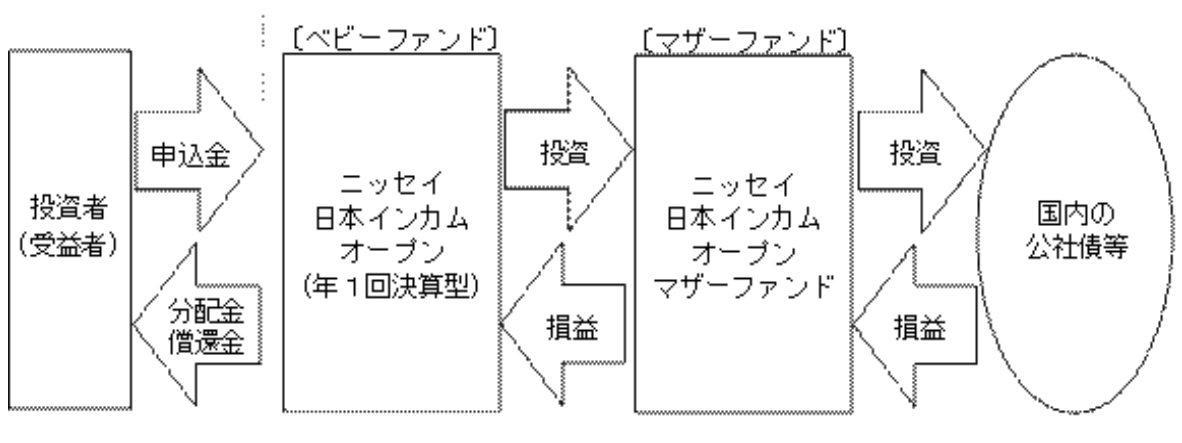 〔ベビーファンド〕
〔マザーファンド〕
投資者
(受益者)
申込金
分配金
償還金
ニッセイ
日本インカム
オープン
(年1回決算型)
投資
損益
ニッセイ
日本インカム
オープン
マザーファンド
投資
損益
国内の
公社債等